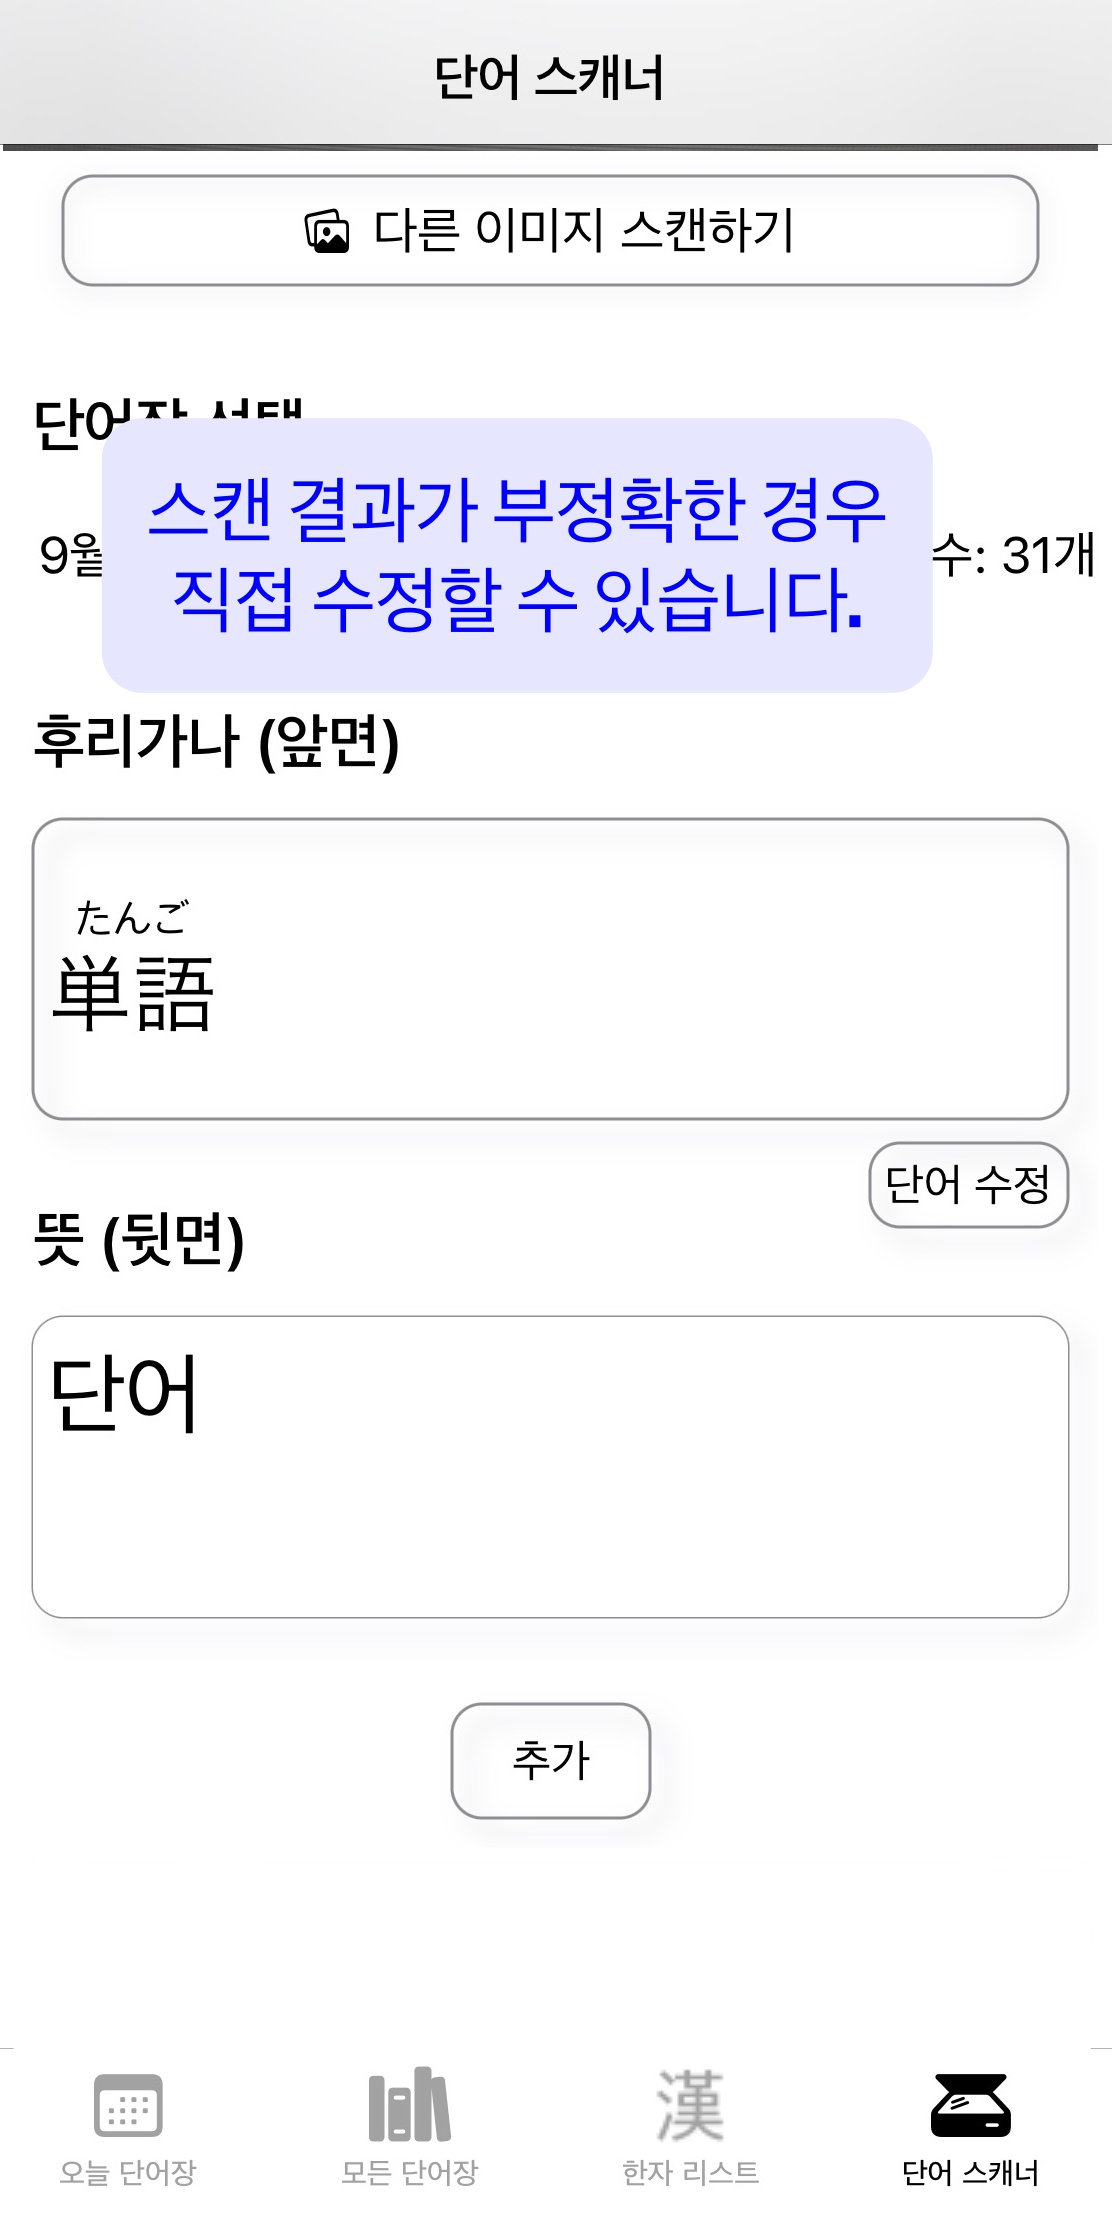 단어 스캐너
다른 이미지 스캔하기
단어장 선택
스캔 결과가 부정확한 경우
직접 수정할 수 있습니다.
9월
수: 31개
후리가나 (앞면)
たんご
単語
단어 수정
뜻 (뒷면)
단어
추가
漢
오늘 단어장
모든 단어장
한자 리스트
단어 스캐너